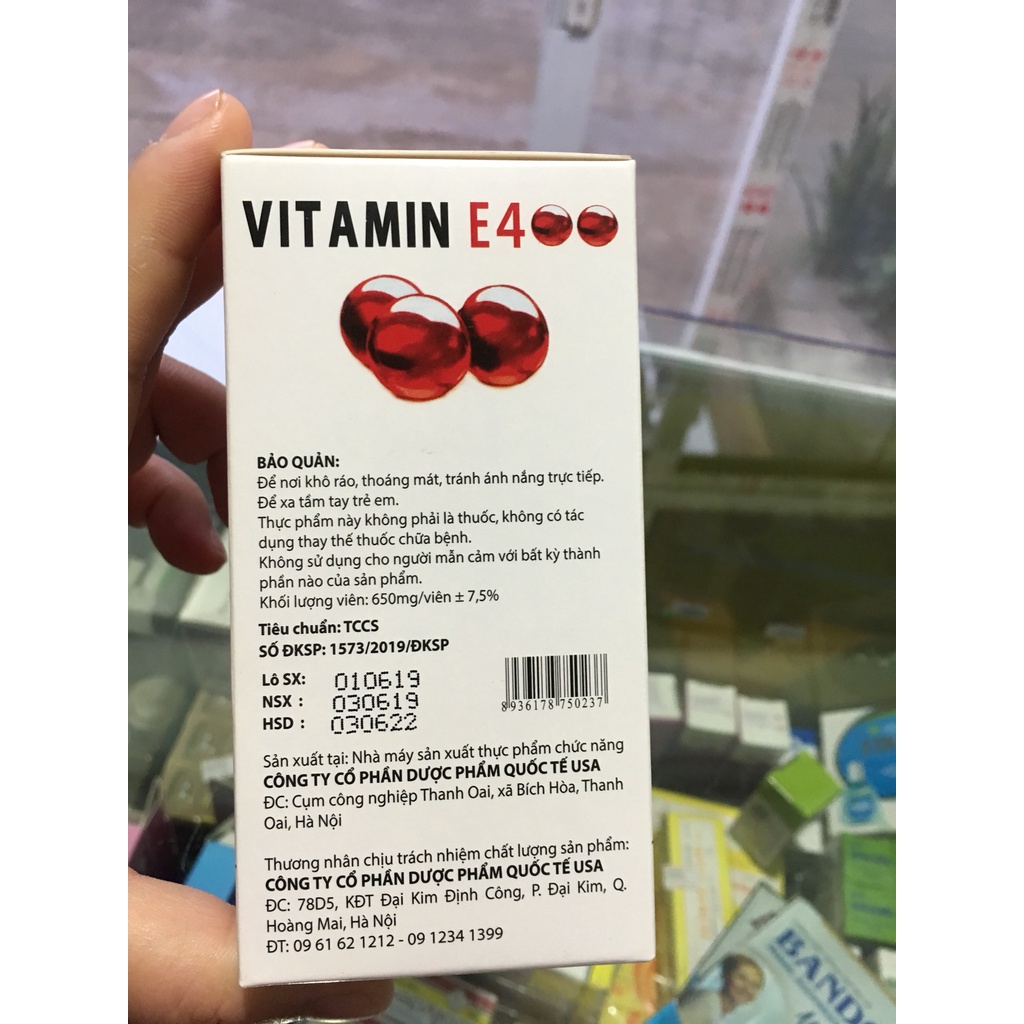 VITAMIN E400
BẢO QUẢN:
Để nơi khô ráo, thoáng mát, tránh ánh nắng trực tiếp.
Để xa tầm tay trẻ em.
Thực phẩm này không phải là thuốc, không có tác
dụng thay thế thuốc chữa bệnh.
Không sử dụng cho người mẫn cảm với bất kỳ thành
phần nào của sản phẩm.
Khối lượng viên: 650mg/viên ± 7,5%
Tiêu chuẩn: TCCS
SỐ ĐKSP: 1573/2019/ĐKSP
Lô SX: 010619
NSX : 030619
HSD : 030622
8 936178 750237
Sản xuất tại: Nhà máy sản xuất thực phẩm chức năng
CÔNG TY CỔ PHẦN DƯỢC PHẨM QUỐC TẾ USA
ĐC: Cụm công nghiệp Thanh Oai, xã Bích Hòa, Thanh
Oai, Hà Nội
Thương nhân chịu trách nhiệm chất lượng sản phẩm:
CÔNG TY CỔ PHẦN DƯỢC PHẨM QUỐC TẾ USA
ĐC: 78D5, KĐT Đại Kim Định Công, P. Đại Kim, Q.
Hoàng Mai, Hà Nội
ĐT: 09 61 62 1212 - 09 1234 1399